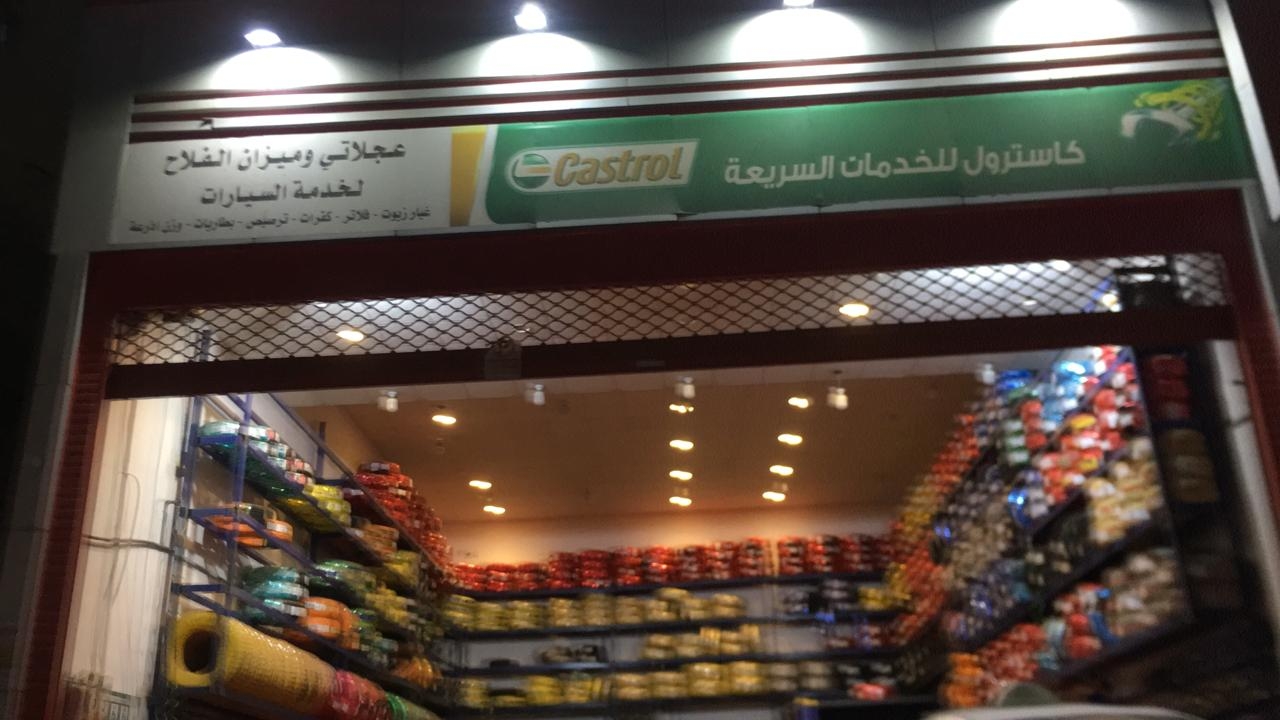 كاسترول للخدمات السريعة
Castrol
عجلاتي وميزان الفلاح
لخدمة السيارات
غيار زيوت - فلاتر - كفرات - ترصيص - بطاريات - وزن اذرعة